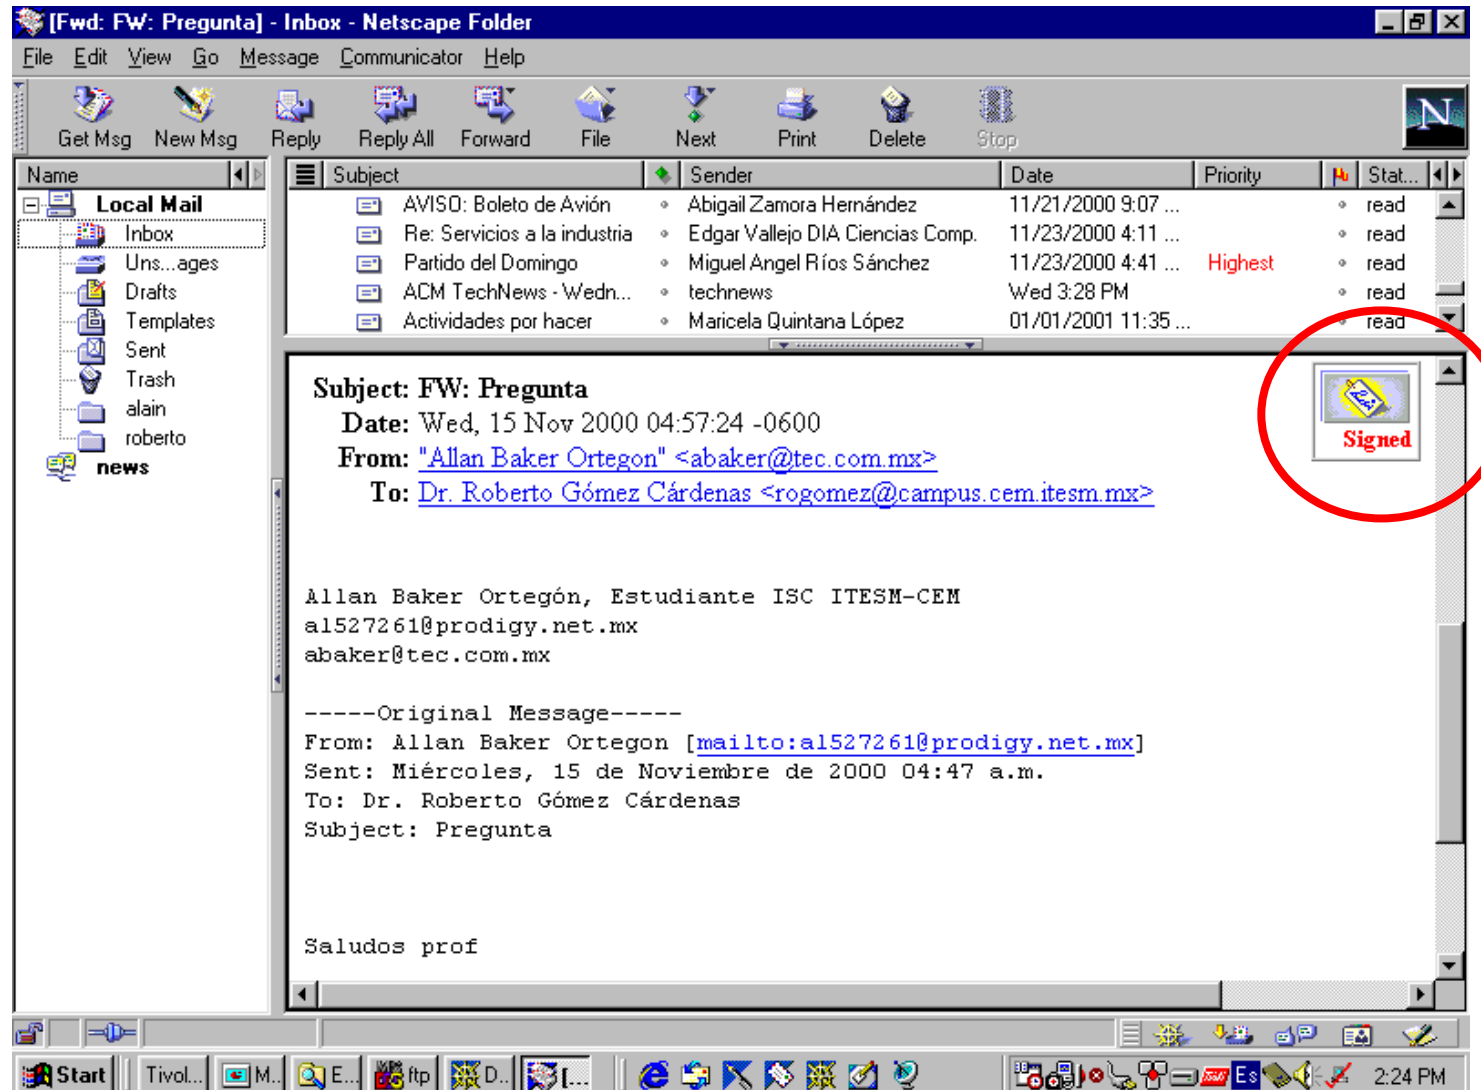 [Fwd: FW: Pregunta] - Inbox - Netscape Folder
File Edit View Go Message Communicator Help
Get Msg New Msg Reply Reply All Forward File Next Print Delete Stop
N
Name Subject Sender Date Priority Stat...
Local Mail
Inbox
Uns...ages
Drafts
Templates
Sent
Trash
alain
roberto
news
AVISO: Boleto de Avión Abigail Zamora Hernández 11/21/2000 9:07 ... read
Re: Servicios a la industria Edgar Vallejo DIA Ciencias Comp. 11/23/2000 4:11 ... read
Partido del Domingo Miguel Angel Ríos Sánchez 11/23/2000 4:41 ... Highest read
ACM TechNews - Wedn... technews Wed 3:28 PM read
Actividades por hacer Maricela Quintana López 01/01/2001 11:35 ... read
Subject: FW: Pregunta
Date: Wed, 15 Nov 2000 04:57:24 -0600
From: "Allan Baker Ortegon" <abaker@tec.com.mx>
To: Dr. Roberto Gómez Cárdenas <rogomez@campus.cem.itesm.mx>
Signed
Allan Baker Ortegón, Estudiante ISC ITESM-CEM
a1527261@prodigy.net.mx
abaker@tec.com.mx
-----Original Message-----
From: Allan Baker Ortegon [mailto:a1527261@prodigy.net.mx]
Sent: Miércoles, 15 de Noviembre de 2000 04:47 a.m.
To: Dr. Roberto Gómez Cárdenas
Subject: Pregunta
Saludos prof
Start Tivol... M.. E... ftp D.. [... Es 2:24 PM